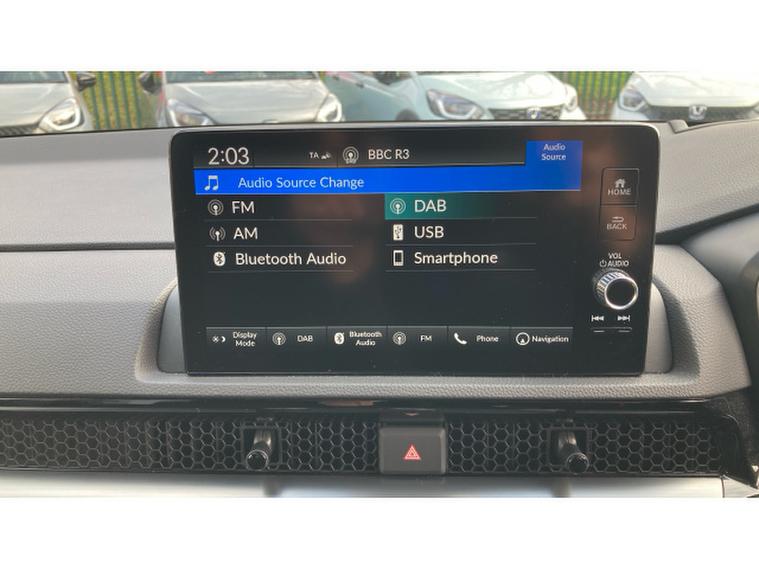 2:03 TA BBC R3 Audio Source
Audio Source Change
HOME
FM DAB
AM USB
BACK
Bluetooth Audio Smartphone
VOL
AUDIO
Display Mode DAB Bluetooth Audio FM Phone Navigation